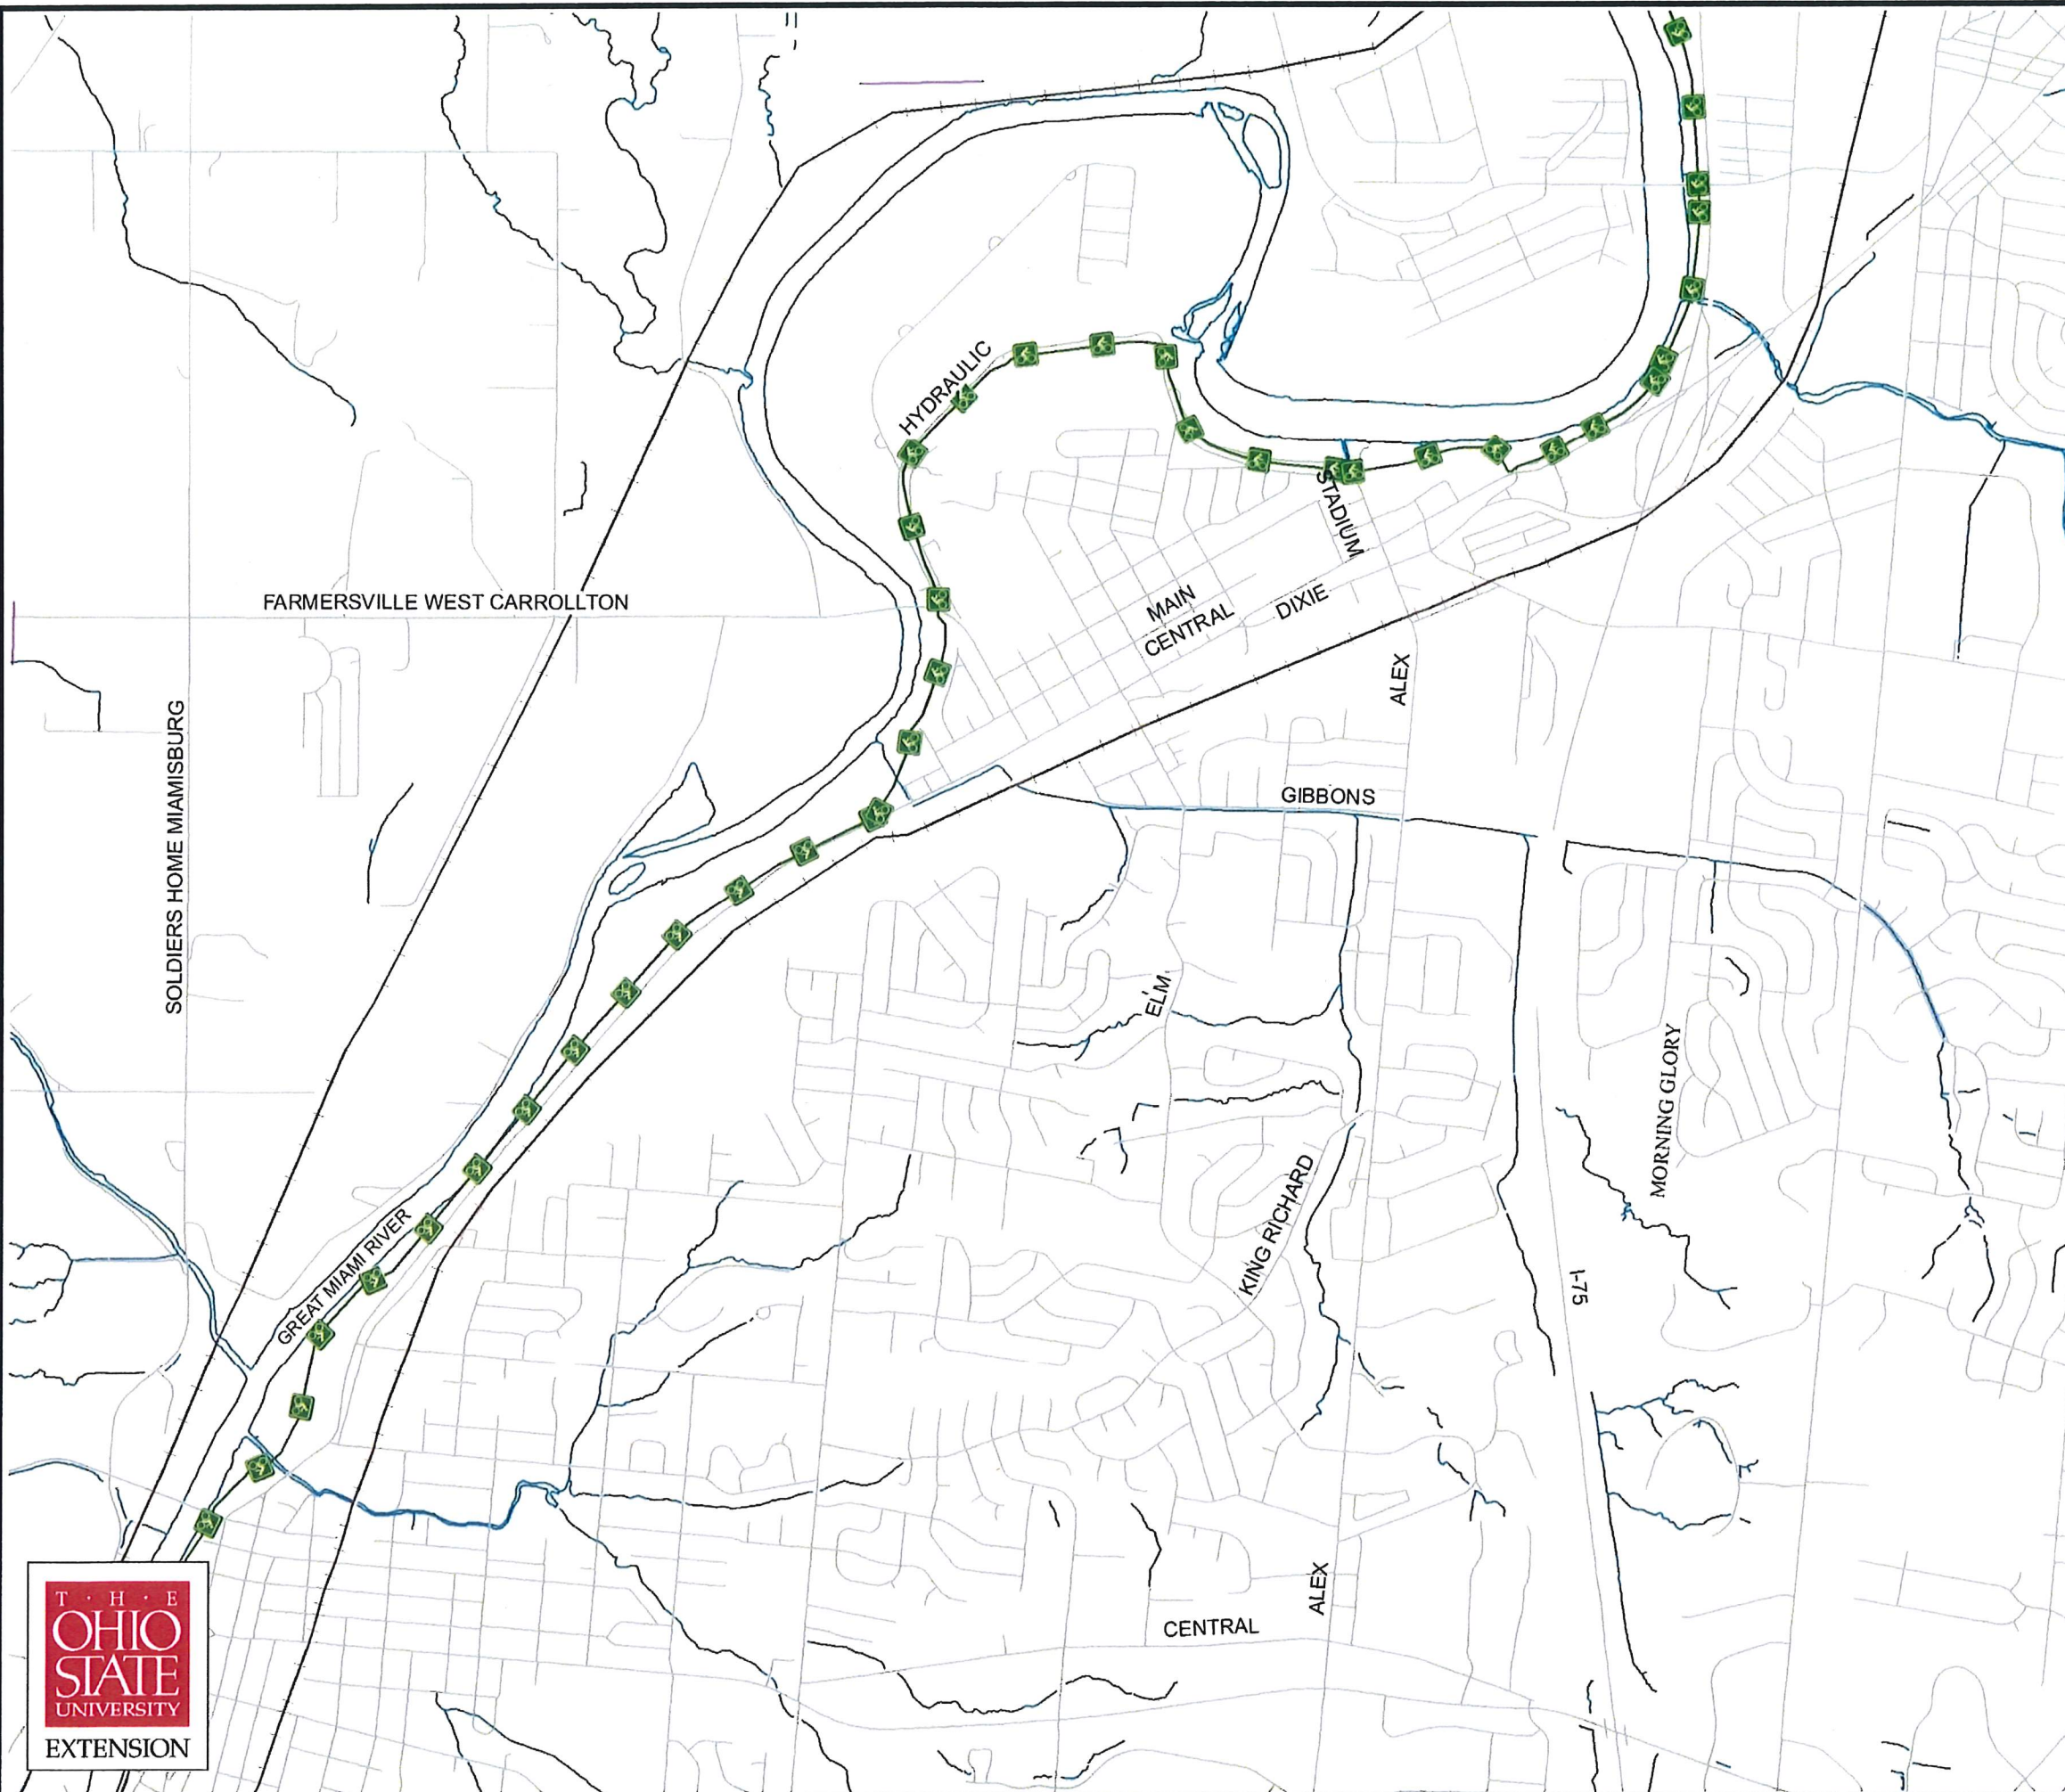 HYDRAULIC
STADIUM
FARMERSVILLE WEST CARROLLTON
MAIN
CENTRAL
DIXIE
ALEX
SOLDIERS HOME MIAMISBURG
GIBBONS
ELM
MORNING GLORY
KING RICHARD
GREAT MIAMI RIVER
I-75
ALEX
CENTRAL
T · H · E
OHIO
STATE
UNIVERSITY
EXTENSION